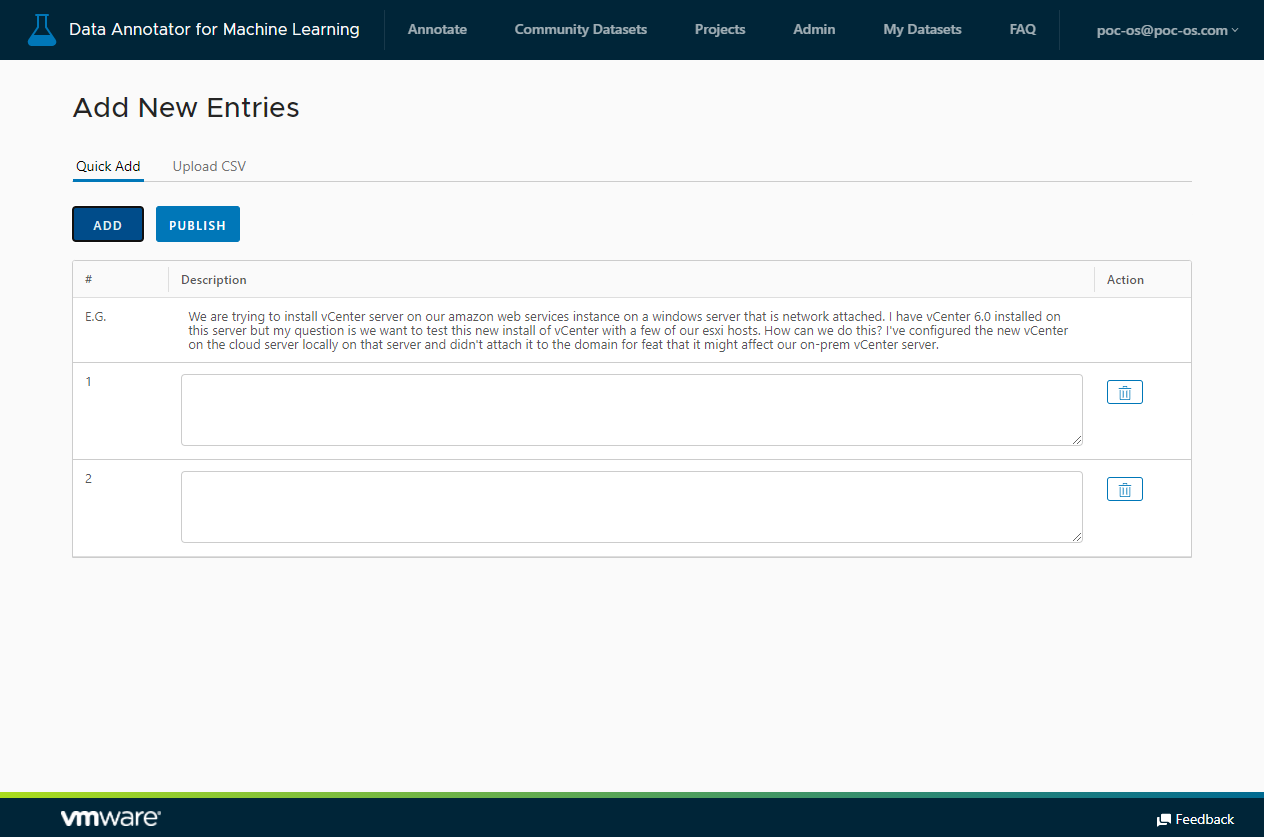 Data Annotator for Machine Learning
Annotate
Community Datasets
Projects
Admin
My Datasets
FAQ
poc-os@poc-os.com
Add New Entries
Quick Add
Upload CSV
ADD
PUBLISH
#
Description
Action
E.G.
We are trying to install vCenter server on our amazon web services instance on a windows server that is network attached. I have vCenter 6.0 installed on
this server but my question is we want to test this new install of vCenter with a few of our esxi hosts. How can we do this? I've configured the new vCenter
on the cloud server locally on that server and didn't attach it to the domain for feat that it might affect our on-prem vCenter server.
1
2
vmware
Feedback